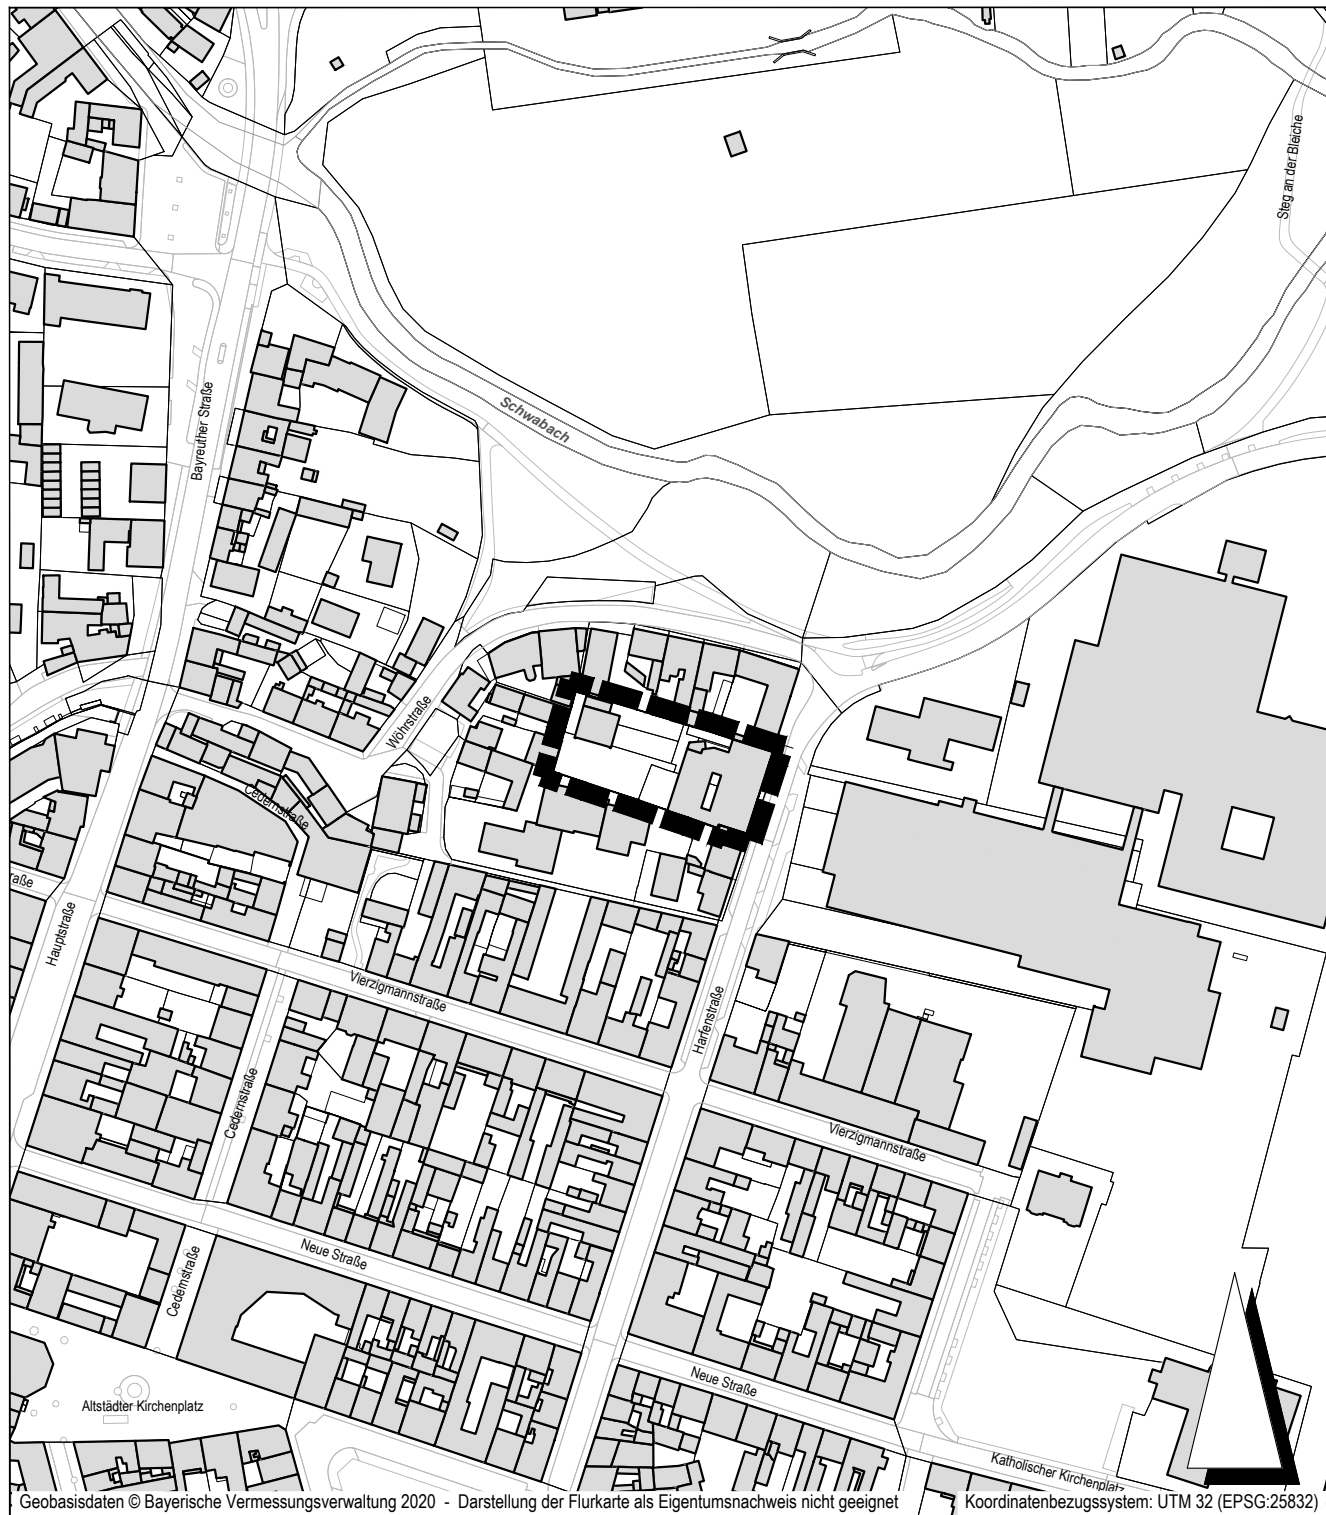 Steg an der Bleiche
Bayreuther Straße
Schwabach
Wöhrstraße
Cedernstraße
raße
Hauptstraße
Vierzigmannstraße
Harfenstraße
Cedernstraße
Vierzigmannstraße
Neue Straße
Cedernstraße
Neue Straße
Altstädter Kirchenplatz
Katholischer Kirchenplatz
Geobasisdaten © Bayerische Vermessungsverwaltung 2020 - Darstellung der Flurkarte als Eigentumsnachweis nicht geeignet
Koordinatenbezugssystem: UTM 32 (EPSG:25832)